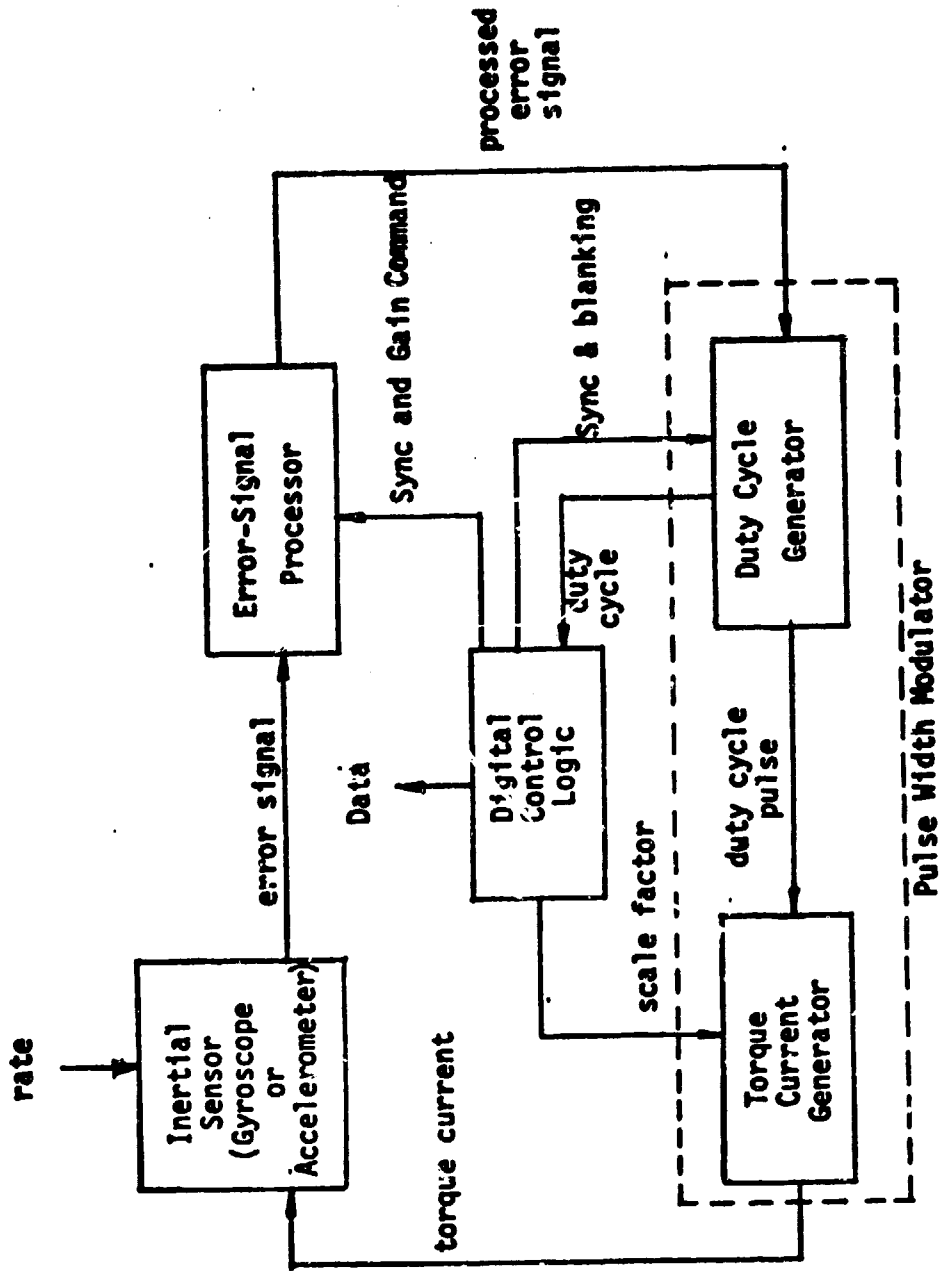 rate
Inertial
Sensor
(Gyroscope
or
Accelerometer)
error signal
Error-Signal
Processor
processed
error
signal
Sync and Gain Command
Data
Digital
Control
Logic
duty
cycle
Sync & blanking
torque current
scale factor
Torque
Current
Generator
duty cycle
pulse
Duty Cycle
Generator
Pulse Width Modulator